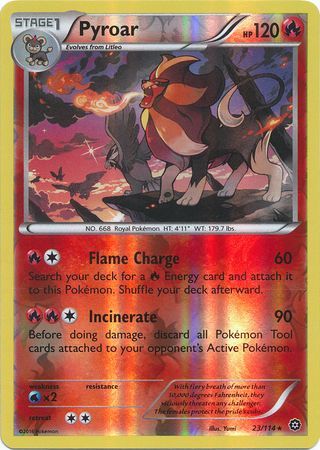 STAGE1 Pyroar HP120
Evolves from Litleo
NO. 668 Royal Pokémon HT: 4'11" WT: 179.7 lbs.
Flame Charge 60
Search your deck for a Energy card and attach it
to this Pokémon. Shuffle your deck afterward.
Incinerate 90
Before doing damage, discard all Pokémon Tool
cards attached to your opponent's Active Pokémon.
weakness resistance
×2
retreat
With fiery breath of more than
10,000 degrees Fahrenheit, they
viciously threaten any challenger.
The females protect the pride's cubs.
©2016 Pokémon illus. Yumi 23/114 ★